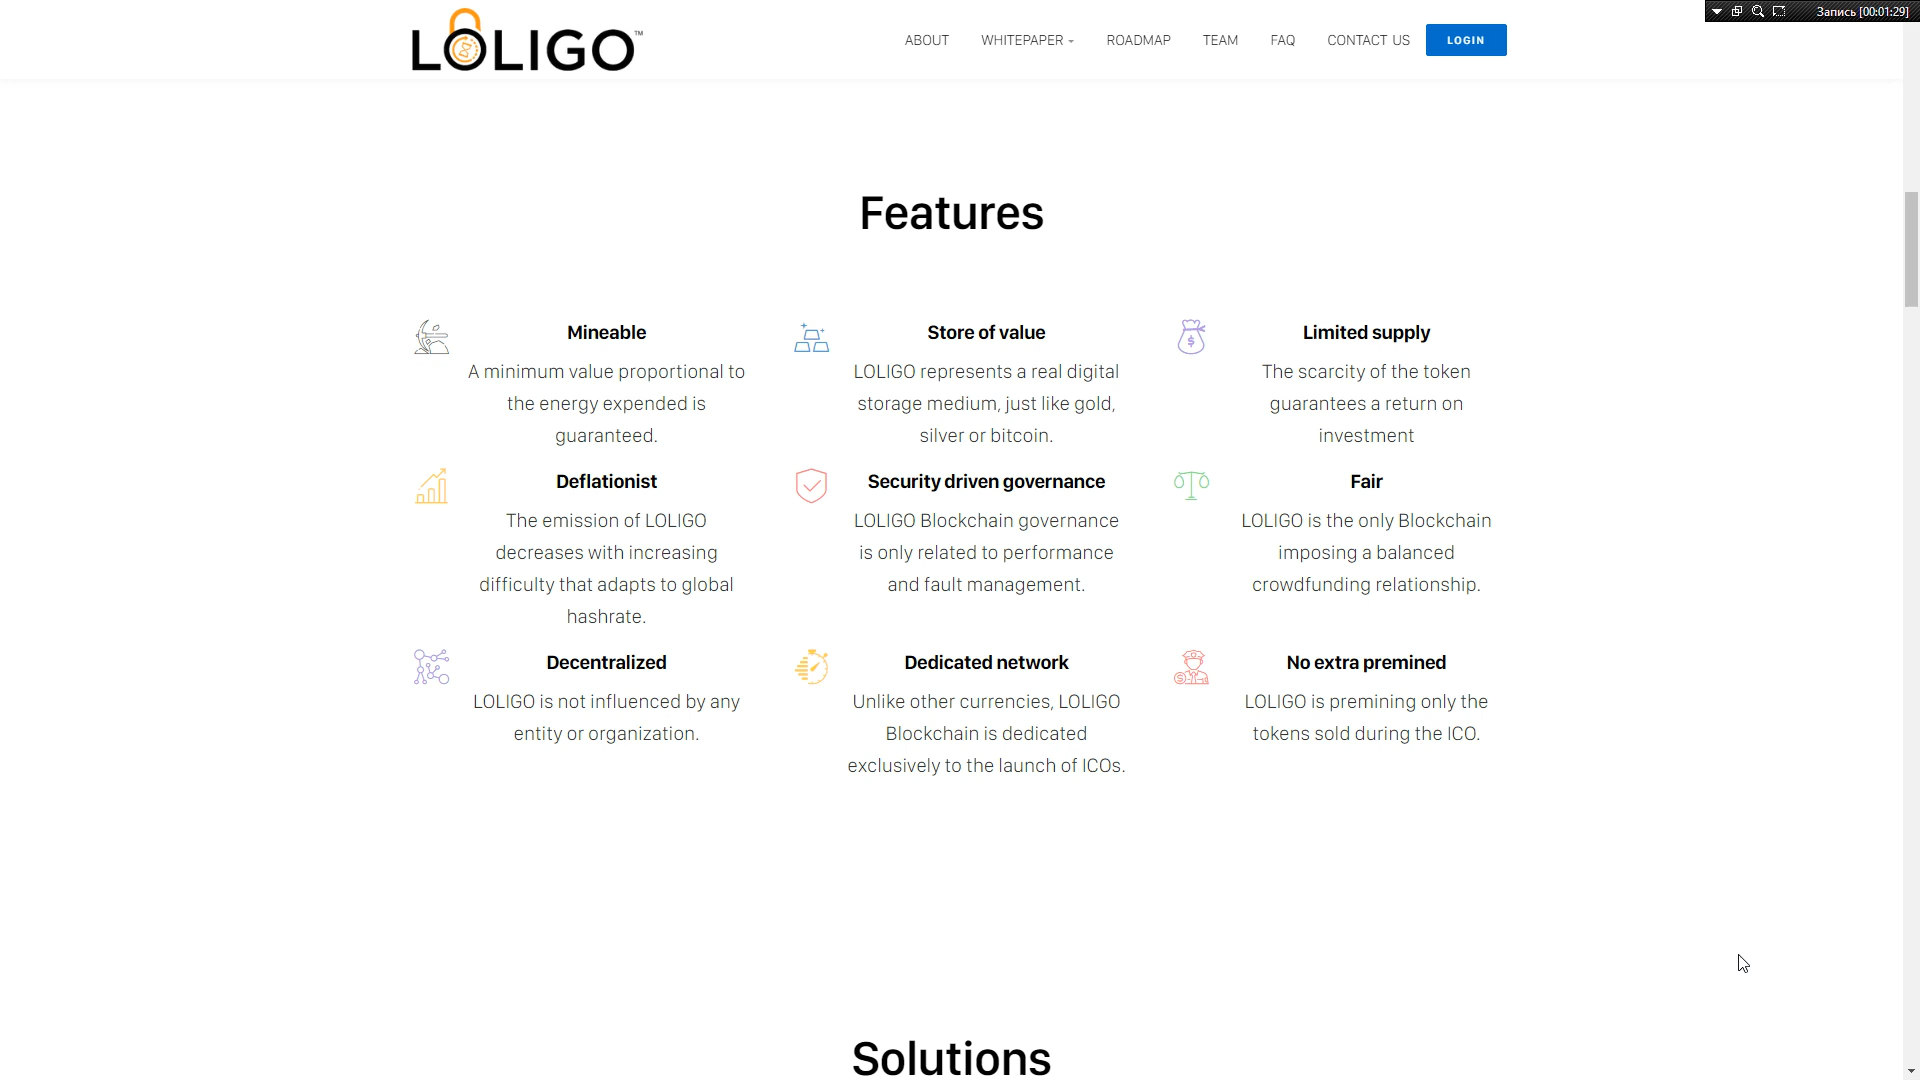 LOLIGO™
ABOUT
WHITEPAPER
ROADMAP
TEAM
FAQ
CONTACT US
LOGIN
Запись [00:01:29]
Features
Mineable
A minimum value proportional to
the energy expended is
guaranteed.
Store of value
LOLIGO represents a real digital
storage medium, just like gold,
silver or bitcoin.
Limited supply
The scarcity of the token
guarantees a return on
investment
Deflationist
The emission of LOLIGO
decreases with increasing
difficulty that adapts to global
hashrate.
Security driven governance
LOLIGO Blockchain governance
is only related to performance
and fault management.
Fair
LOLIGO is the only Blockchain
imposing a balanced
crowdfunding relationship.
Decentralized
LOLIGO is not influenced by any
entity or organization.
Dedicated network
Unlike other currencies, LOLIGO
Blockchain is dedicated
exclusively to the launch of ICOs.
No extra premined
LOLIGO is premining only the
tokens sold during the ICO.
Solutions